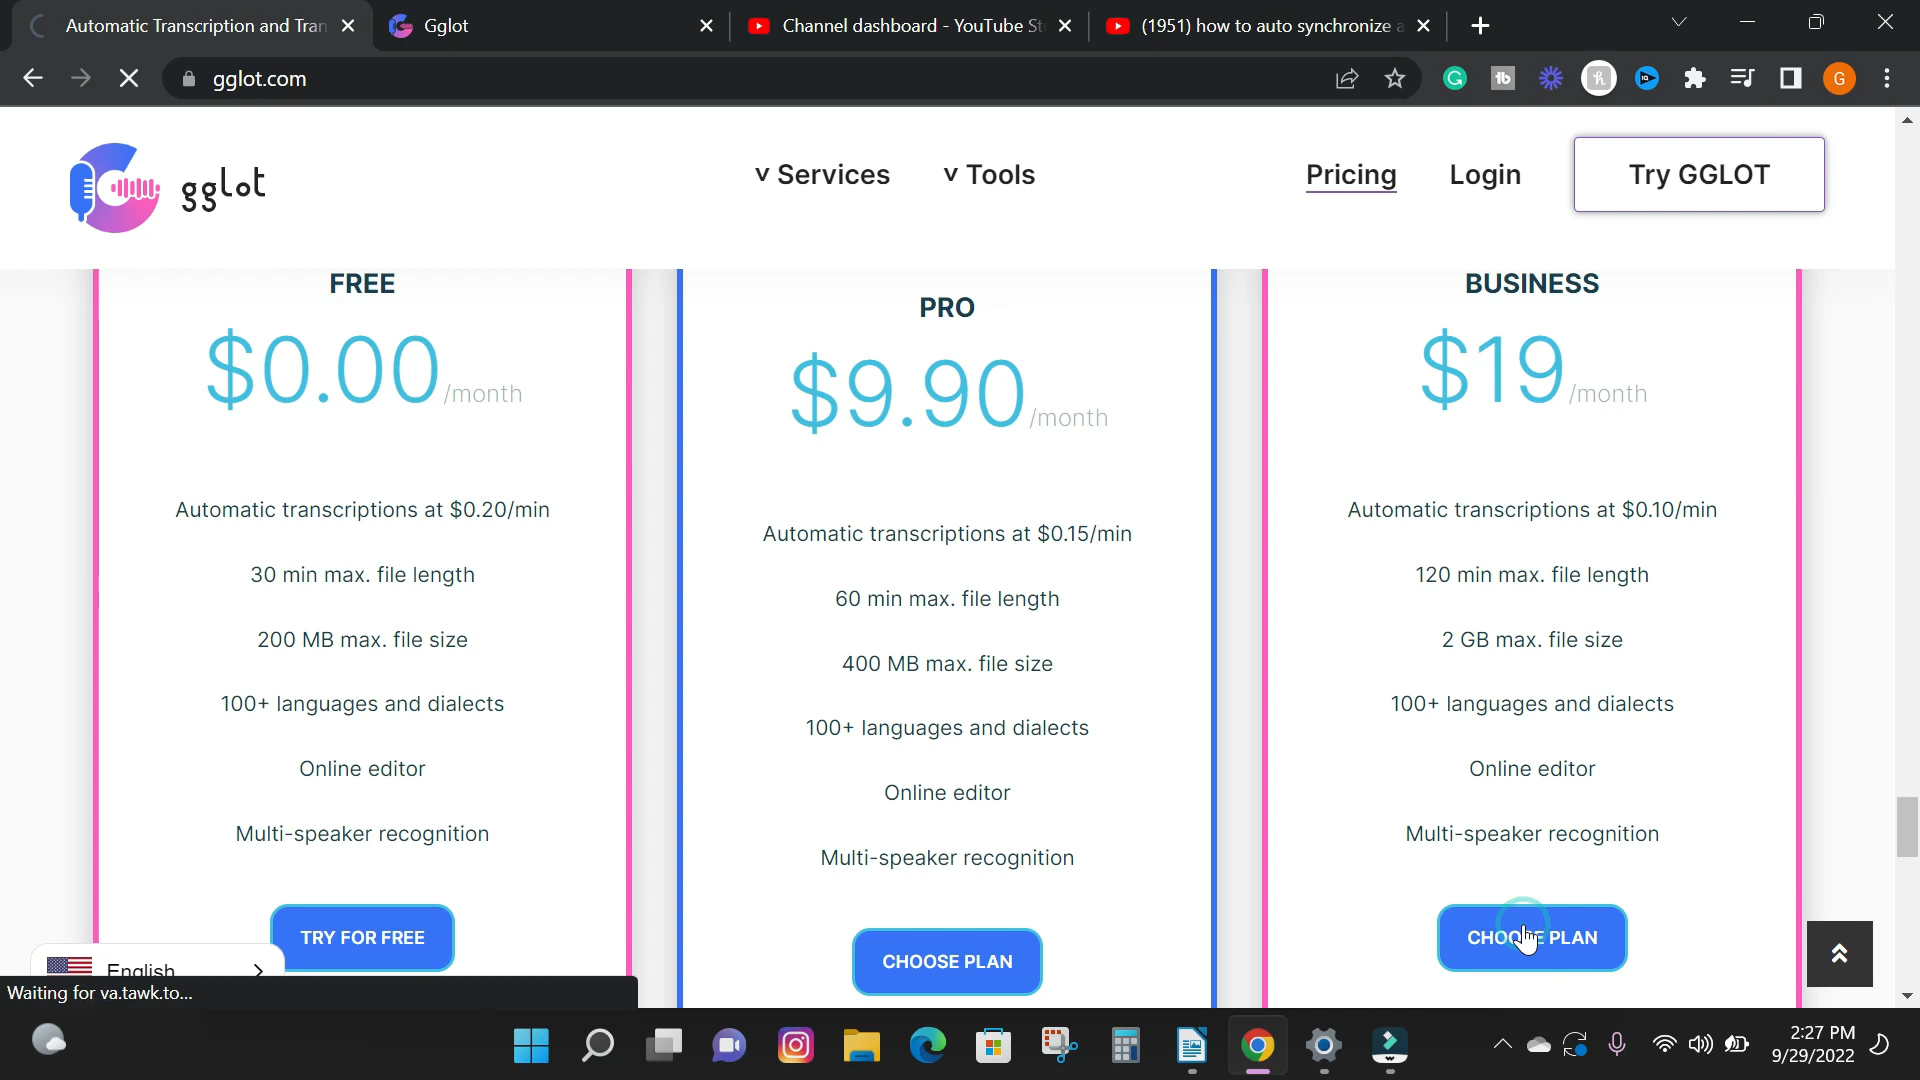 Automatic Transcription and Tran
Gglot
Channel dashboard - YouTube St
(1951) how to auto synchronize a
gglot.com
G
gglot
v Services
v Tools
Pricing
Login
Try GGLOT
FREE
$0.00/month
Automatic transcriptions at $0.20/min
30 min max. file length
200 MB max. file size
100+ languages and dialects
Online editor
Multi-speaker recognition
TRY FOR FREE
PRO
$9.90/month
Automatic transcriptions at $0.15/min
60 min max. file length
400 MB max. file size
100+ languages and dialects
Online editor
Multi-speaker recognition
CHOOSE PLAN
BUSINESS
$19/month
Automatic transcriptions at $0.10/min
120 min max. file length
2 GB max. file size
100+ languages and dialects
Online editor
Multi-speaker recognition
CHOOSE PLAN
English
Waiting for va.tawk.to...
2:27 PM
9/29/2022